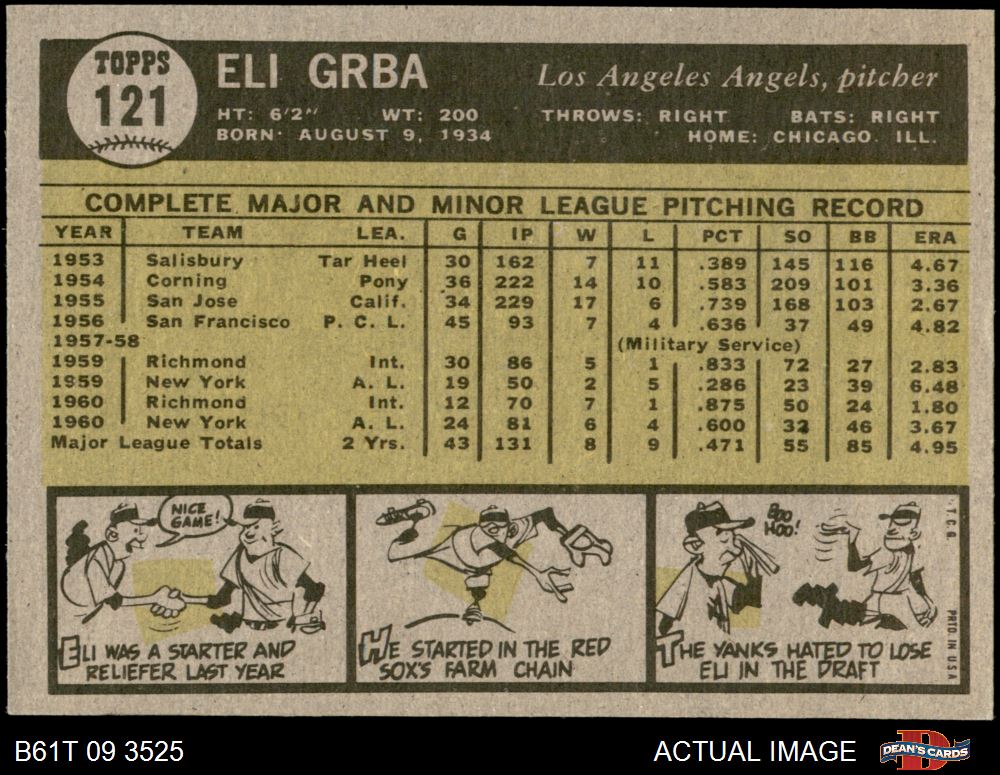 TOPPS
121
ELI GRBA
Los Angeles Angels, pitcher
HT: 6'2" WT: 200 THROWS: RIGHT BATS: RIGHT
BORN: AUGUST 9, 1934 HOME: CHICAGO ILL.
COMPLETE MAJOR AND MINOR LEAGUE PITCHING RECORD
YEAR TEAM LEA. G IP W L PCT SO BB ERA
1953 Salisbury Tar Heel 30 162 7 11 .389 145 116 4.67
1954 Corning Pony 36 222 14 10 .583 209 101 3.36
1955 San Jose Calif. 34 229 17 6 .739 168 103 2.67
1956 San Francisco P. C. L. 45 93 7 4 .636 37 49 4.82
1957-58 (Military Service)
1959 Richmond Int. 30 86 5 1 .833 72 27 2.83
1959 New York A. L. 19 50 2 5 .286 23 39 6.48
1960 Richmond Int. 12 70 7 1 .875 50 24 1.80
1960 New York A. L. 24 81 6 4 .600 32 46 3.67
Major League Totals 2 Yrs. 43 131 8 9 .471 55 85 4.95
NICE
GAME!
ELI WAS A STARTER AND
RELIEFER LAST YEAR
HE STARTED IN THE RED
SOX'S FARM CHAIN
BOO
HOO!
THE YANKS HATED TO LOSE
ELI IN THE DRAFT
T.C.G.
PRTD IN USA
B61T 09 3525
ACTUAL IMAGE
DEAN'S CARDS